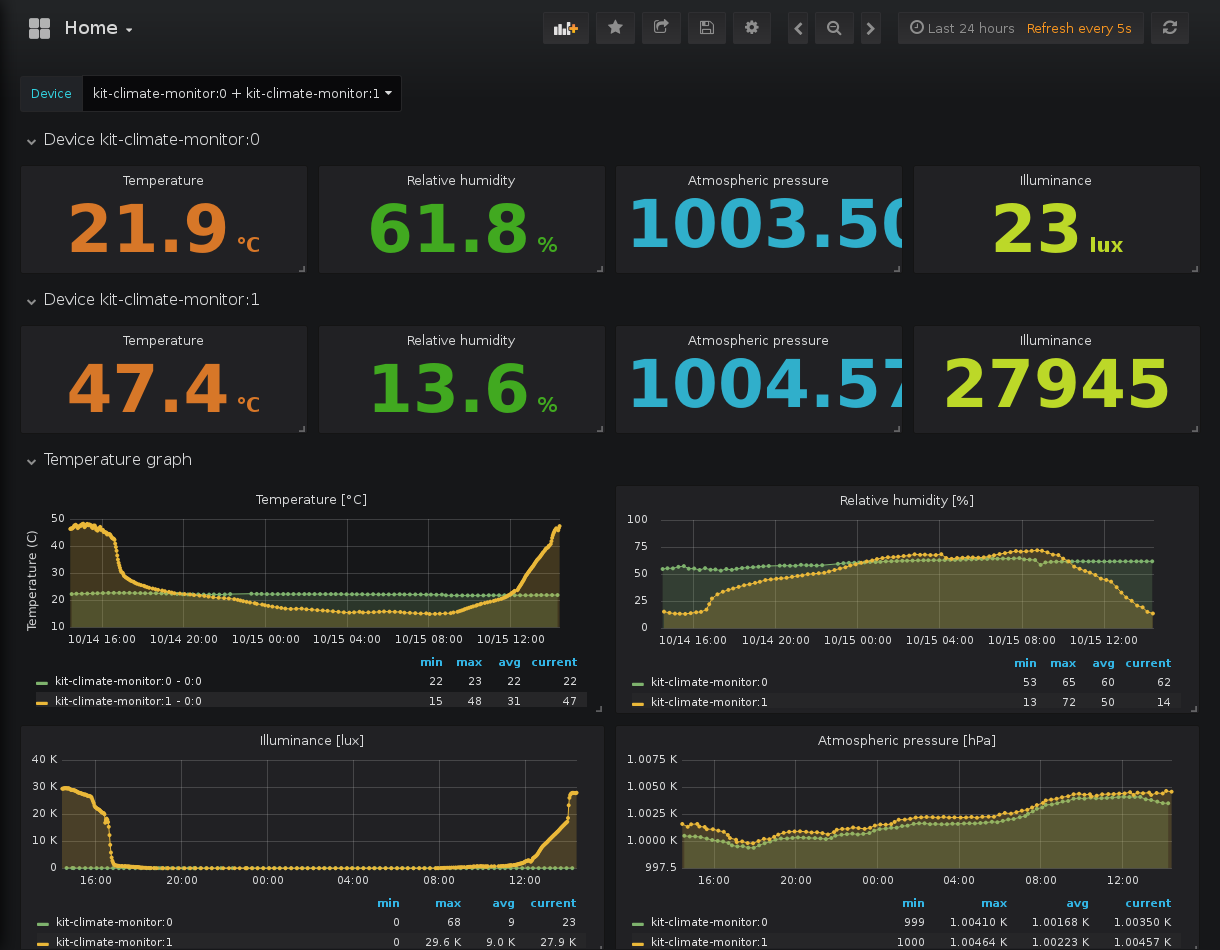 Home
Last 24 hours Refresh every 5s
Device kit-climate-monitor:0 + kit-climate-monitor:1
Device kit-climate-monitor:0
Temperature Relative humidity Atmospheric pressure Illuminance
21.9 °C 61.8 % 1003.50 23 lux
Device kit-climate-monitor:1
Temperature Relative humidity Atmospheric pressure Illuminance
47.4 °C 13.6 % 1004.57 27945
Temperature graph
Temperature [°C]
Temperature (C)
50
40
30
20
10
10/14 16:00 10/14 20:00 10/15 00:00 10/15 04:00 10/15 08:00 10/15 12:00
min max avg current
kit-climate-monitor:0 - 0:0 22 23 22 22
kit-climate-monitor:1 - 0:0 15 48 31 47
Relative humidity [%]
100
75
50
25
0
10/14 16:00 10/14 20:00 10/15 00:00 10/15 04:00 10/15 08:00 10/15 12:00
min max avg current
kit-climate-monitor:0 53 65 60 62
kit-climate-monitor:1 13 72 50 14
Illuminance [lux]
40 K
30 K
20 K
10 K
0
16:00 20:00 00:00 04:00 08:00 12:00
min max avg current
kit-climate-monitor:0 0 68 9 23
kit-climate-monitor:1 0 29.6 K 9.0 K 27.9 K
Atmospheric pressure [hPa]
1.0075 K
1.0050 K
1.0025 K
1.0000 K
997.5
16:00 20:00 00:00 04:00 08:00 12:00
min max avg current
kit-climate-monitor:0 999 1.00410 K 1.00168 K 1.00350 K
kit-climate-monitor:1 1000 1.00464 K 1.00223 K 1.00457 K